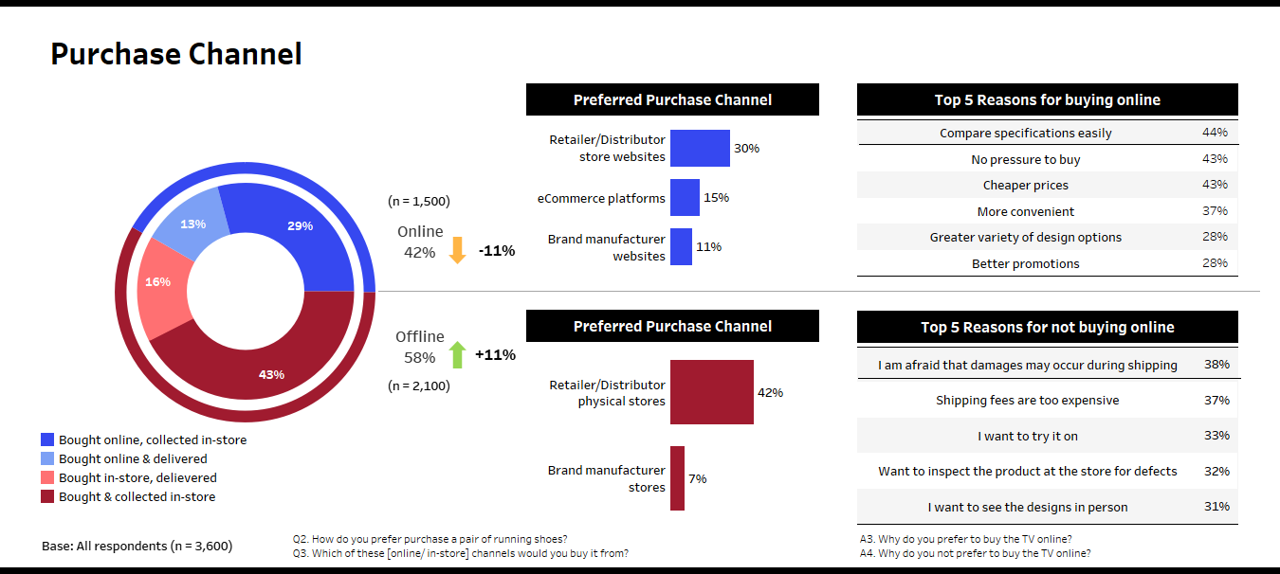 Purchase Channel
29%
13%
16%
43%
Bought online, collected in-store
Bought online & delivered
Bought in-store, delievered
Bought & collected in-store
Base: All respondents (n = 3,600)
(n = 1,500)
Online
42%
-11%
Offline
58%
+11%
(n = 2,100)
Preferred Purchase Channel
Retailer/Distributor
store websites
30%
eCommerce platforms
15%
Brand manufacturer
websites
11%
Preferred Purchase Channel
Retailer/Distributor
physical stores
42%
Brand manufacturer
stores
7%
Q2. How do you prefer purchase a pair of running shoes?
Q3. Which of these [online/ in-store] channels would you buy it from?
Top 5 Reasons for buying online
Compare specifications easily 44%
No pressure to buy 43%
Cheaper prices 43%
More convenient 37%
Greater variety of design options 28%
Better promotions 28%
Top 5 Reasons for not buying online
I am afraid that damages may occur during shipping 38%
Shipping fees are too expensive 37%
I want to try it on 33%
Want to inspect the product at the store for defects 32%
I want to see the designs in person 31%
A3. Why do you prefer to buy the TV online?
A4. Why do you not prefer to buy the TV online?